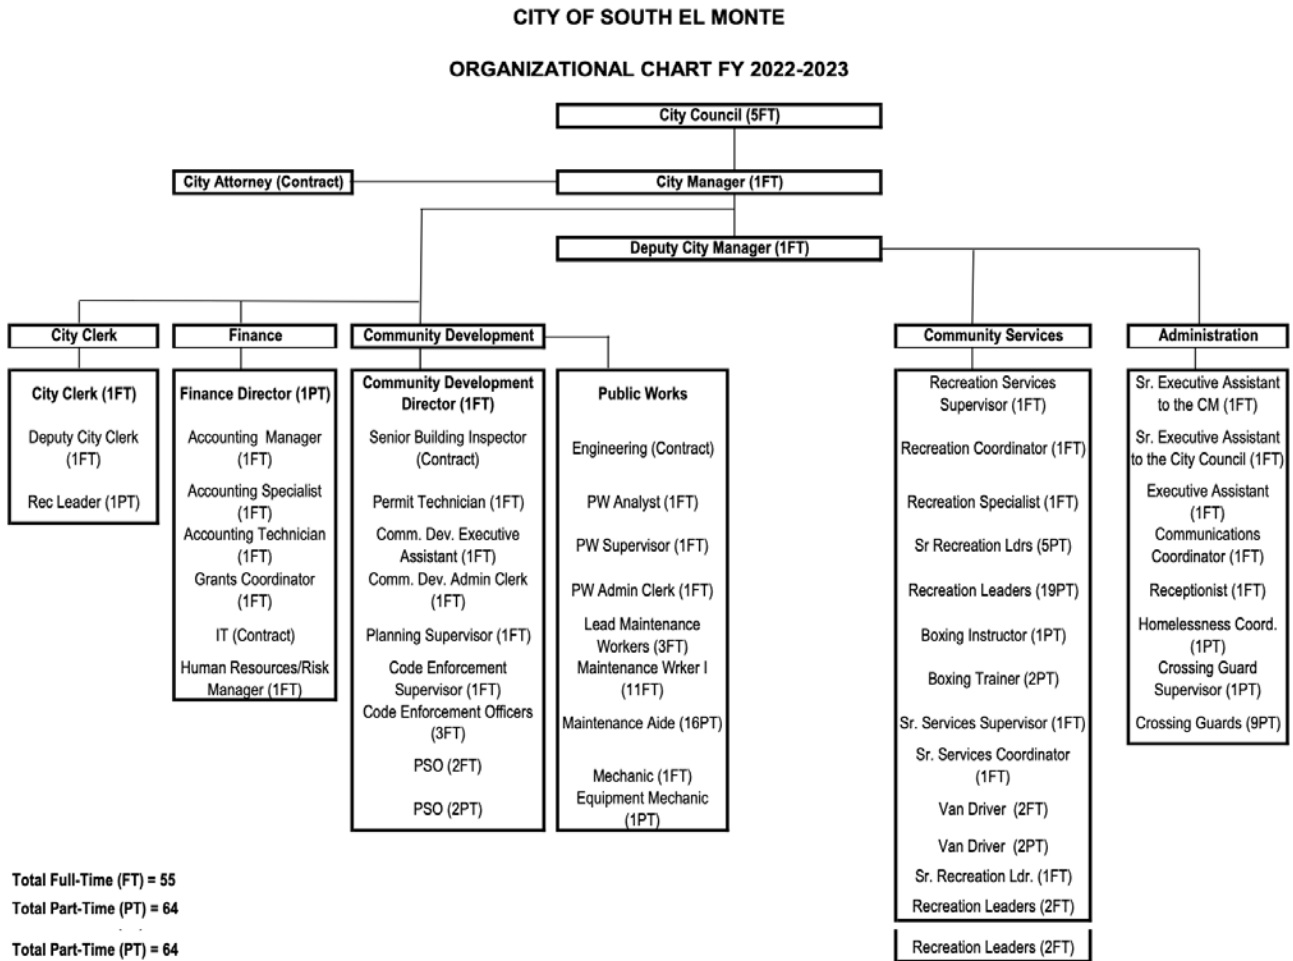 CITY OF SOUTH EL MONTE
ORGANIZATIONAL CHART FY 2022-2023
City Council (5FT)
City Attorney (Contract)
City Manager (1FT)
Deputy City Manager (1FT)
City Clerk
City Clerk (1FT)
Deputy City Clerk
(1FT)
Rec Leader (1PT)
Finance
Finance Director (1PT)
Accounting Manager
(1FT)
Accounting Specialist
(1FT)
Accounting Technician
(1FT)
Grants Coordinator
(1FT)
IT (Contract)
Human Resources/Risk
Manager (1FT)
Community Development
Community Development
Director (1FT)
Senior Building Inspector
(Contract)
Permit Technician (1FT)
Comm. Dev. Executive
Assistant (1FT)
Comm. Dev. Admin Clerk
(1FT)
Planning Supervisor (1FT)
Code Enforcement
Supervisor (1FT)
Code Enforcement Officers
(3FT)
PSO (2FT)
PSO (2PT)
Public Works
Engineering (Contract)
PW Analyst (1FT)
PW Supervisor (1FT)
PW Admin Clerk (1FT)
Lead Maintenance
Workers (3FT)
Maintenance Wrker I
(11FT)
Maintenance Aide (16PT)
Mechanic (1FT)
Equipment Mechanic
(1PT)
Community Services
Recreation Services
Supervisor (1FT)
Recreation Coordinator (1FT)
Recreation Specialist (1FT)
Sr Recreation Ldrs (5PT)
Recreation Leaders (19PT)
Boxing Instructor (1PT)
Boxing Trainer (2PT)
Sr. Services Supervisor (1FT)
Sr. Services Coordinator
(1FT)
Van Driver (2FT)
Van Driver (2PT)
Sr. Recreation Ldr. (1FT)
Recreation Leaders (2FT)
Recreation Leaders (2FT)
Administration
Sr. Executive Assistant
to the CM (1FT)
Sr. Executive Assistant
to the City Council (1FT)
Executive Assistant
(1FT)
Communications
Coordinator (1FT)
Receptionist (1FT)
Homelessness Coord.
(1PT)
Crossing Guard
Supervisor (1PT)
Crossing Guards (9PT)
Total Full-Time (FT) = 55
Total Part-Time (PT) = 64
Total Part-Time (PT) = 64